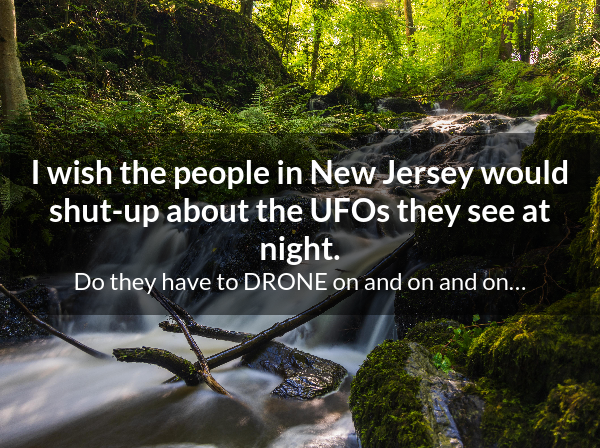 I wish the people in New Jersey would
shut-up about the UFOs they see at
night.
Do they have to DRONE on and on and on...